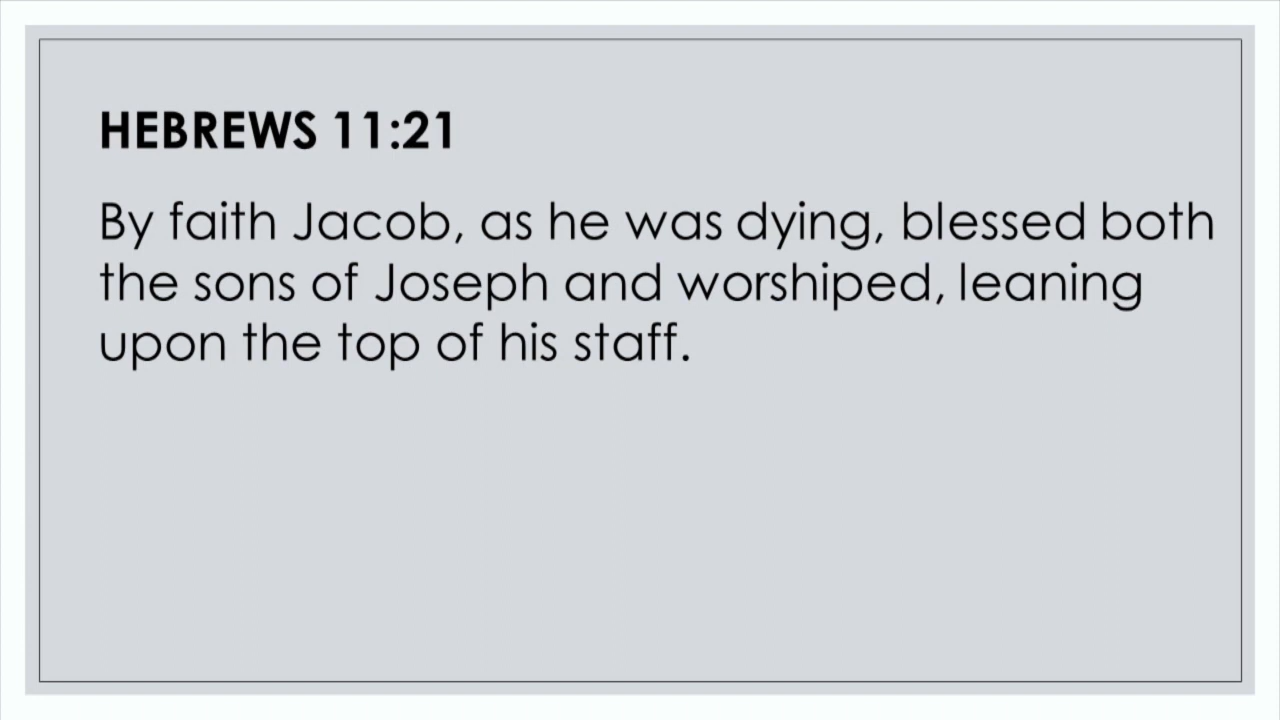 HEBREWS 11:21
By faith Jacob, as he was dying, blessed both
the sons of Joseph and worshiped, leaning
upon the top of his staff.